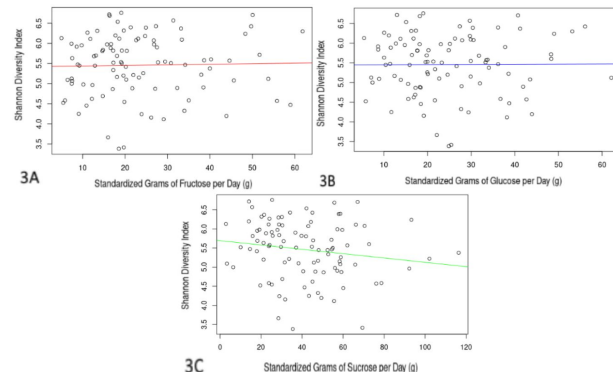 Shannon Diversity Index
6.5
6.0
5.5
5.0
4.5
4.0
3.5
10 20 30 40 50 60
3A
Standardized Grams of Fructose per Day (g)
Shannon Diversity Index
6.5
6.0
5.5
5.0
4.5
4.0
3.5
10 20 30 40 50 60
3B
Standardized Grams of Glucose per Day (g)
Shannon Diversity Index
6.5
6.0
5.5
5.0
4.5
4.0
3.5
0 20 40 60 80 100 120
3C
Standardized Grams of Sucrose per Day (g)